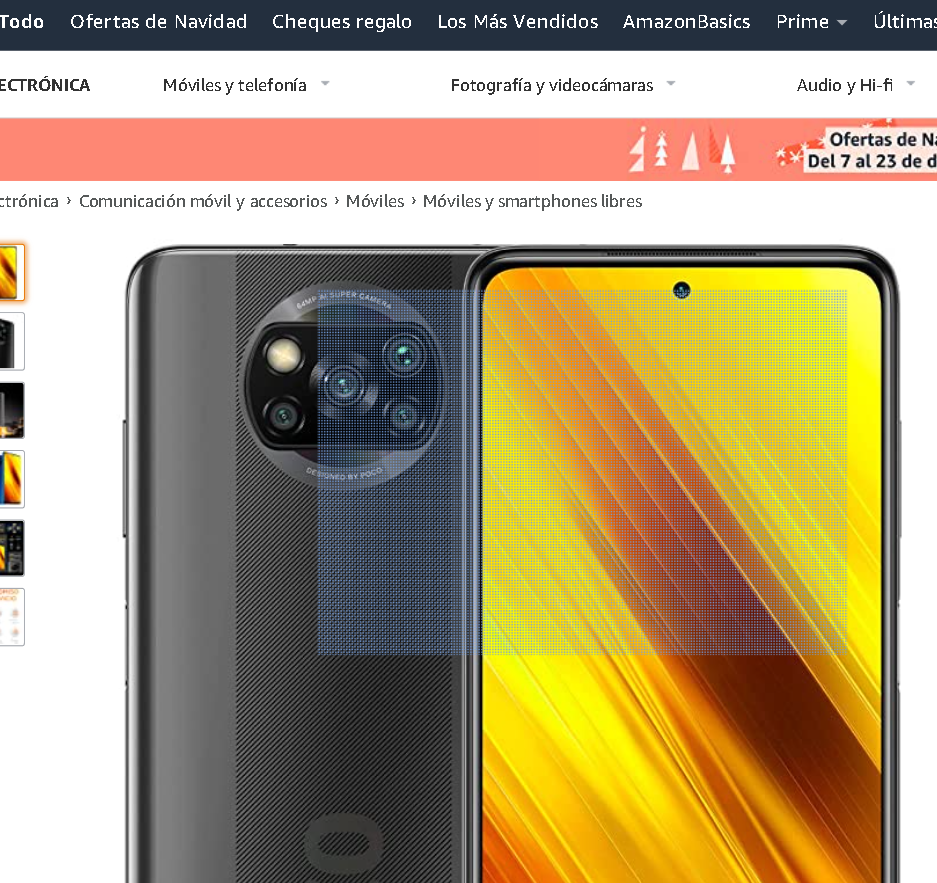 Todo Ofertas de Navidad Cheques regalo Los Más Vendidos AmazonBasics Prime Últimas
ECTRÓNICA Móviles y telefonía Fotografía y videocámaras Audio y Hi-fi
Ofertas de Na
Del 7 al 23 de d
ctrónica › Comunicación móvil y accesorios › Móviles › Móviles y smartphones libres
64MP AI SUPER CAMERA
DESIGNED BY POCO